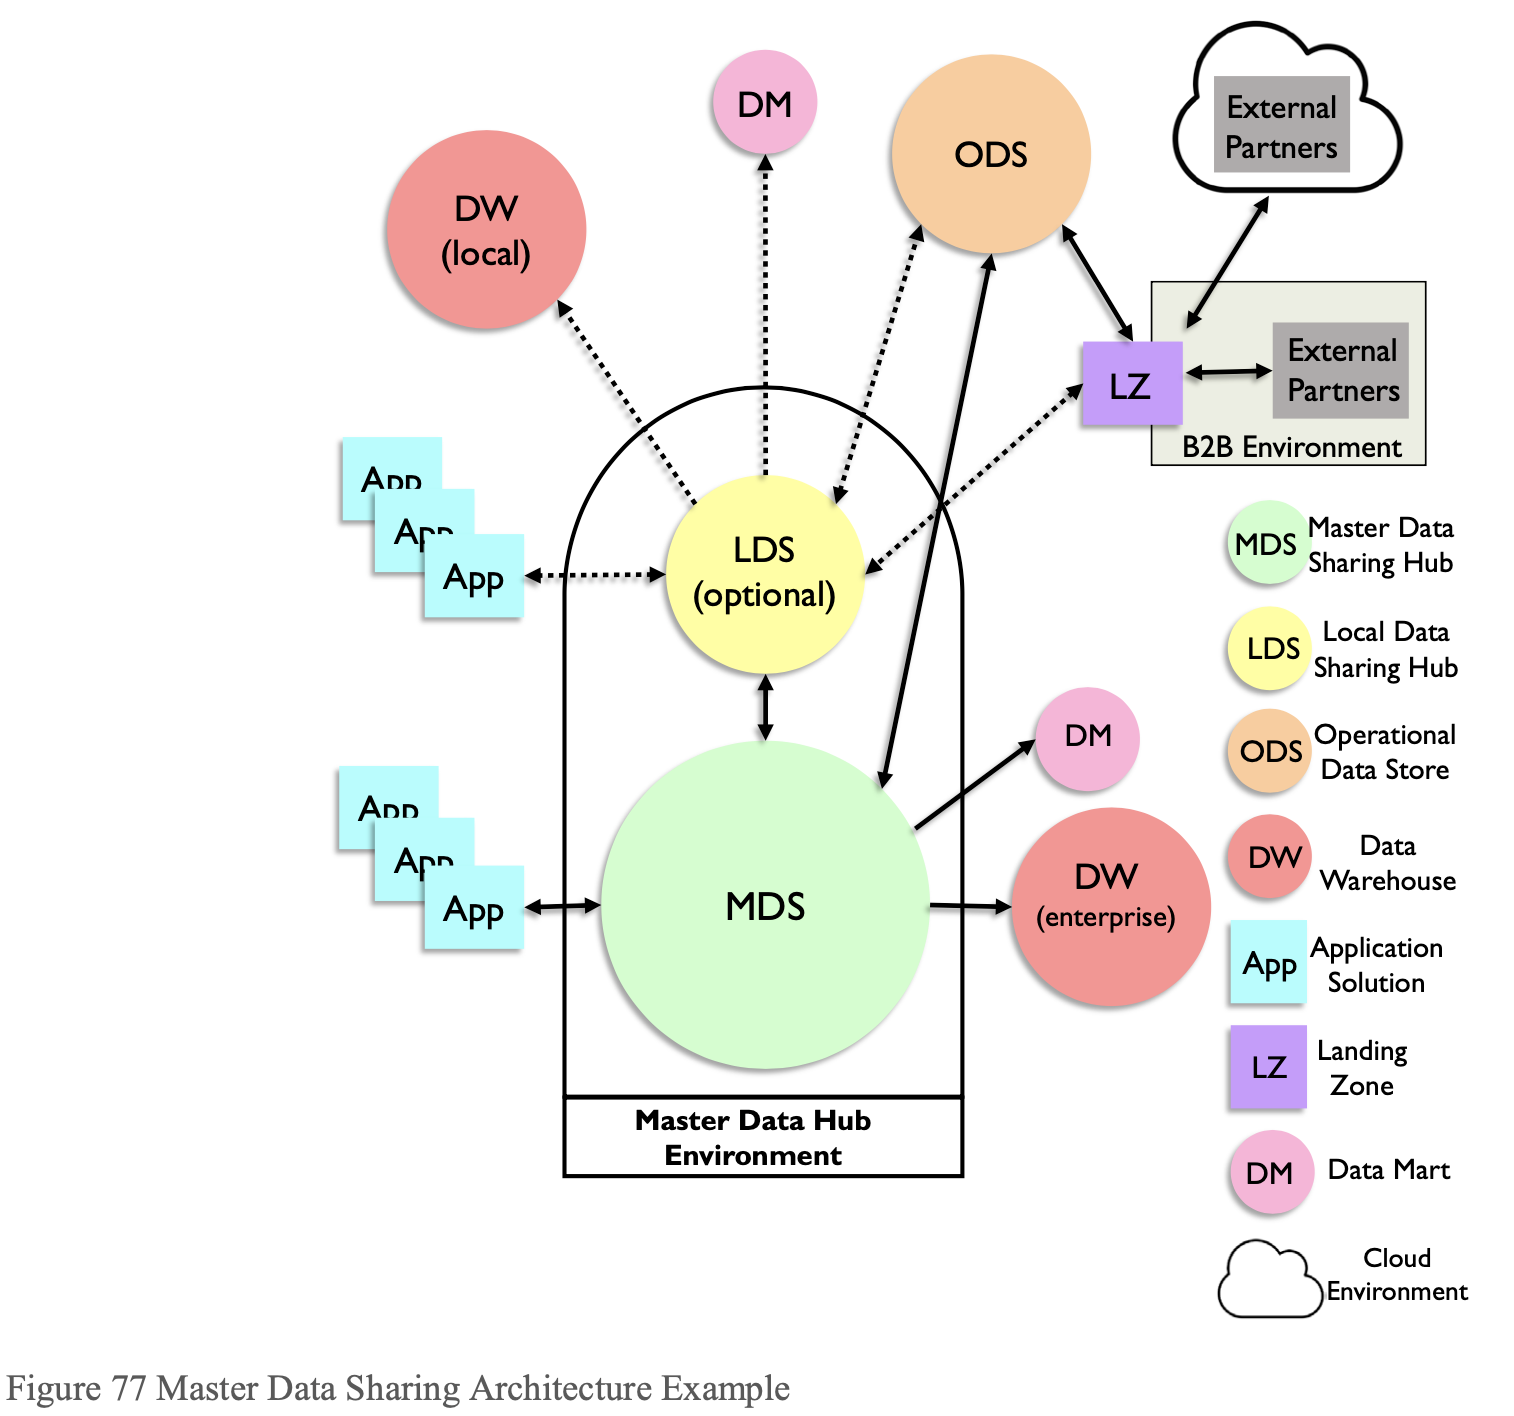 DM
ODS
External
Partners
DW
(local)
External
Partners
LZ
B2B Environment
App
App
App
LDS
(optional)
MDS
Master Data
Sharing Hub
LDS
Local Data
Sharing Hub
DM
ODS
Operational
Data Store
App
App
App
MDS
DW
(enterprise)
DW
Data
Warehouse
App
Application
Solution
LZ
Landing
Zone
Master Data Hub
Environment
DM
Data Mart
Cloud
Environment
Figure 77 Master Data Sharing Architecture Example